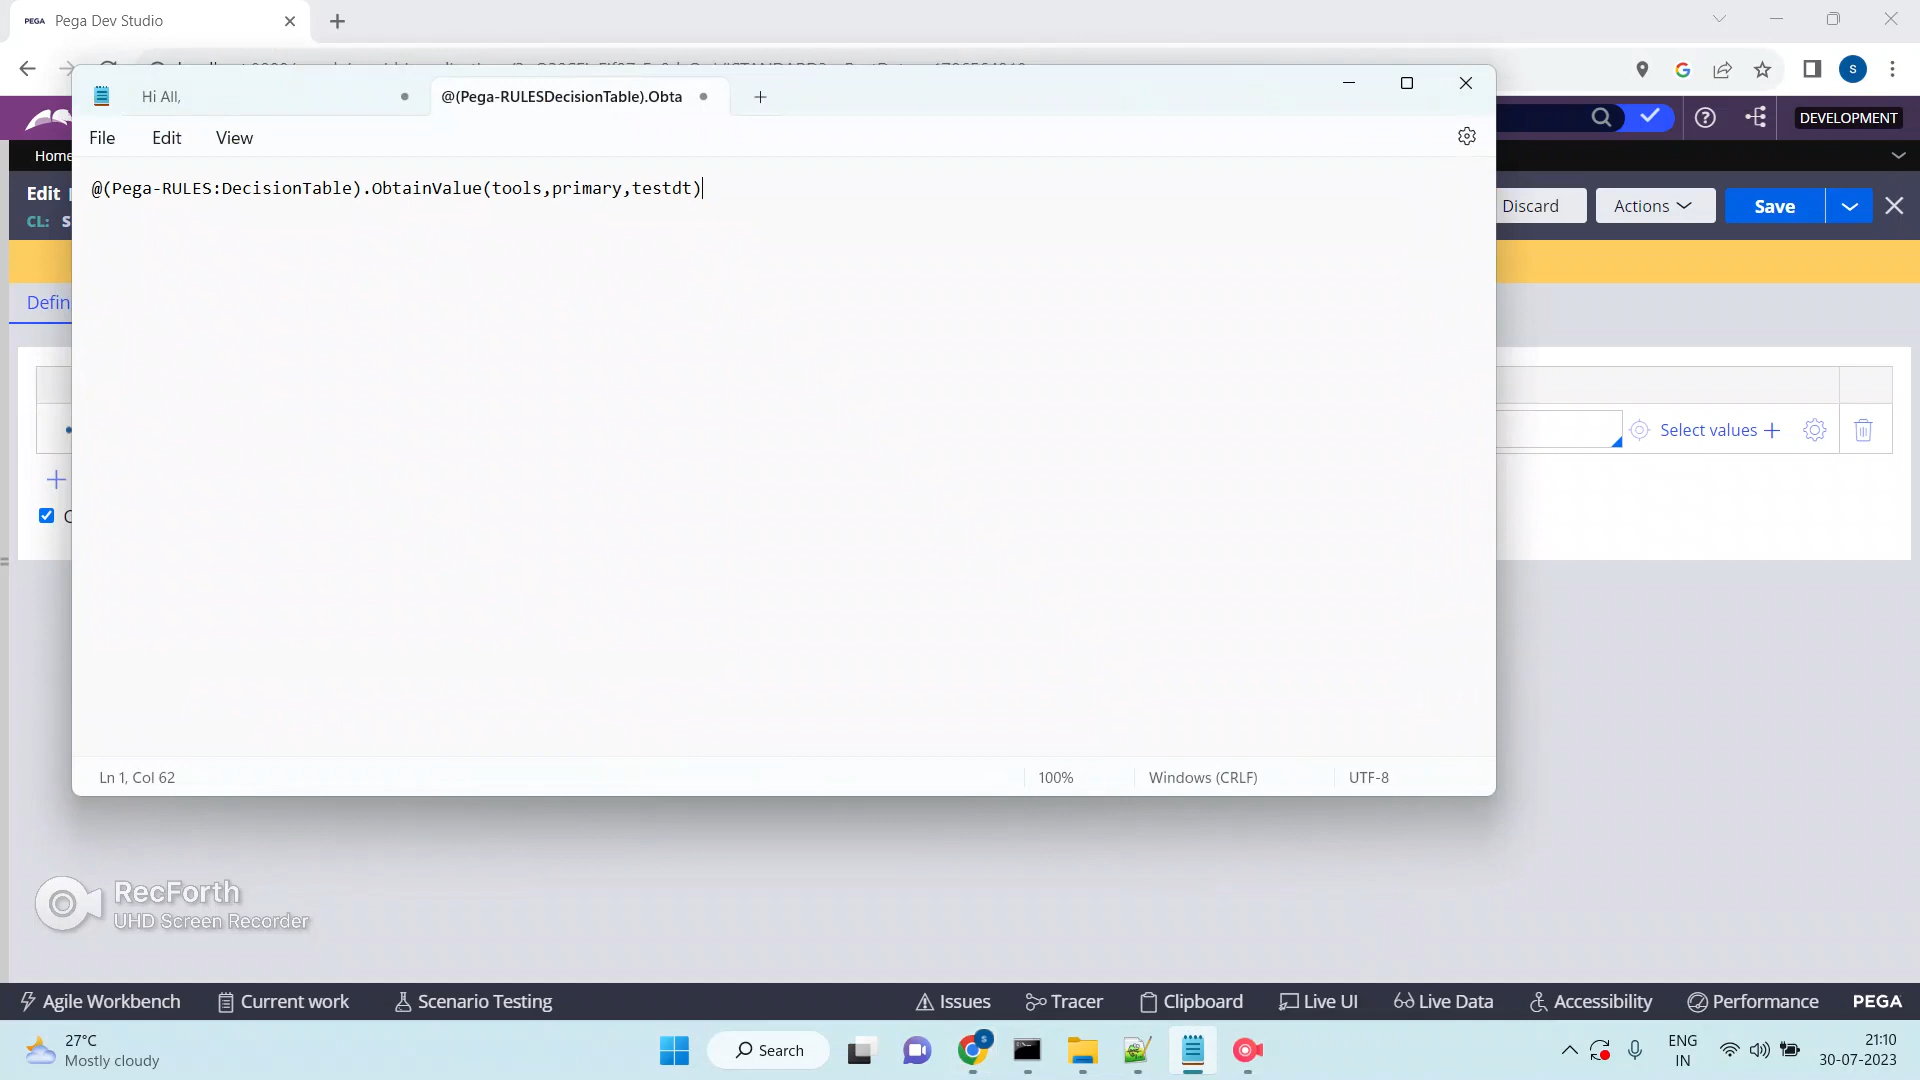 PEGA Pega Dev Studio
S
Hi All,
@(Pega-RULESDecisionTable).Obta
File Edit View
DEVELOPMENT
Home
@(Pega-RULES:DecisionTable).ObtainValue(tools,primary,testdt)
Edit
CL: S
Discard
Actions
Save
Defin
Select values
Ln 1, Col 62
100%
Windows (CRLF)
UTF-8
RecForth
UHD Screen Recorder
Agile Workbench
Current work
Scenario Testing
Issues
Tracer
Clipboard
Live UI
Live Data
Accessibility
Performance
PEGA
27°C
Mostly cloudy
Search
S
ENG
IN
21:10
30-07-2023